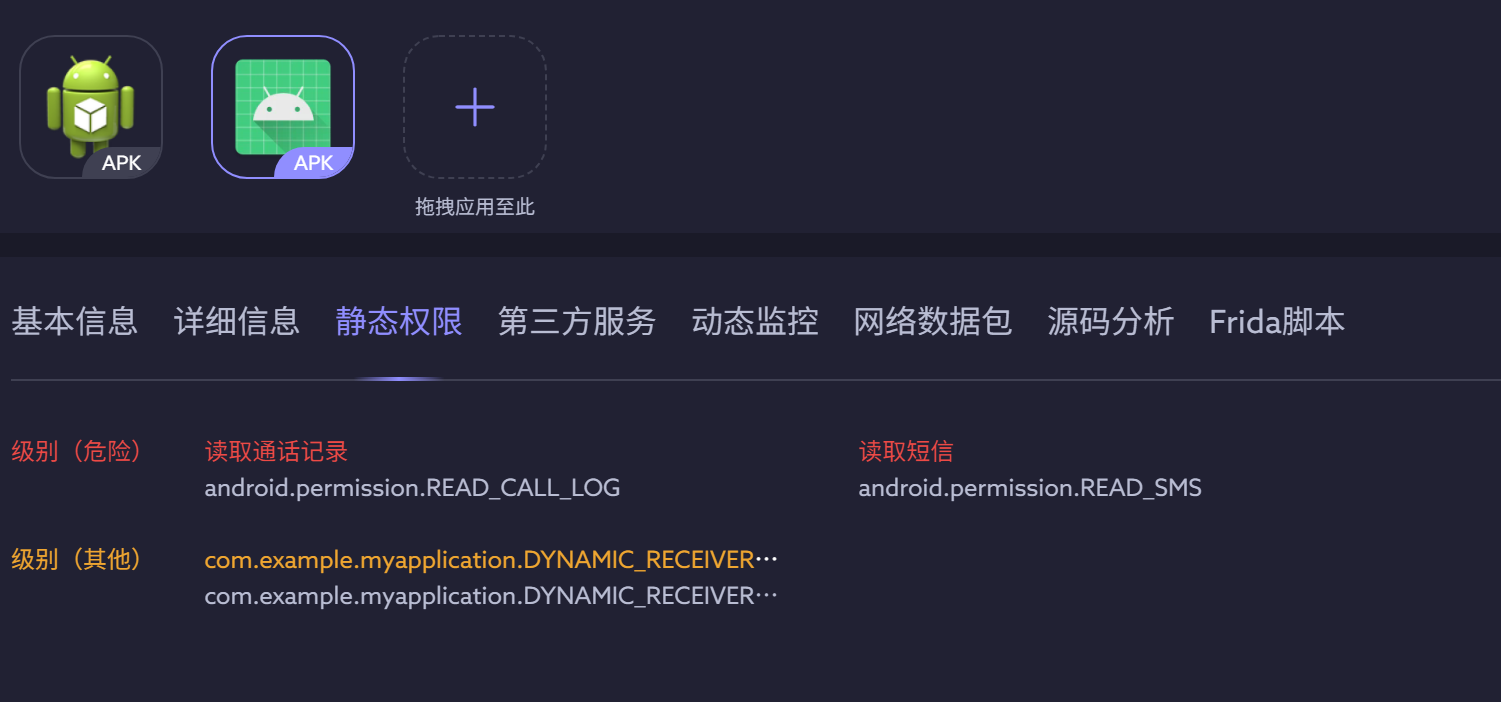 APK
APK
拖拽应用至此
基本信息 详细信息 静态权限 第三方服务 动态监控 网络数据包 源码分析 Frida脚本
级别（危险） 读取通话记录 读取短信
android.permission.READ_CALL_LOG android.permission.READ_SMS
级别（其他） com.example.myapplication.DYNAMIC_RECEIVER…
com.example.myapplication.DYNAMIC_RECEIVER…